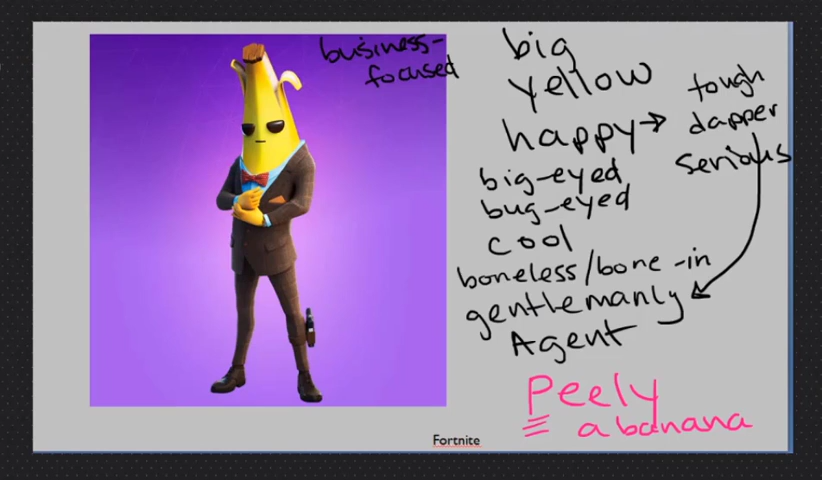 business-
focused
big
yellow
happy→
tough
dapper
serious
big-eyed
bug-eyed
cool
boneless/bone-in
gentlemanly
Agent
Peely
a banana
Fortnite